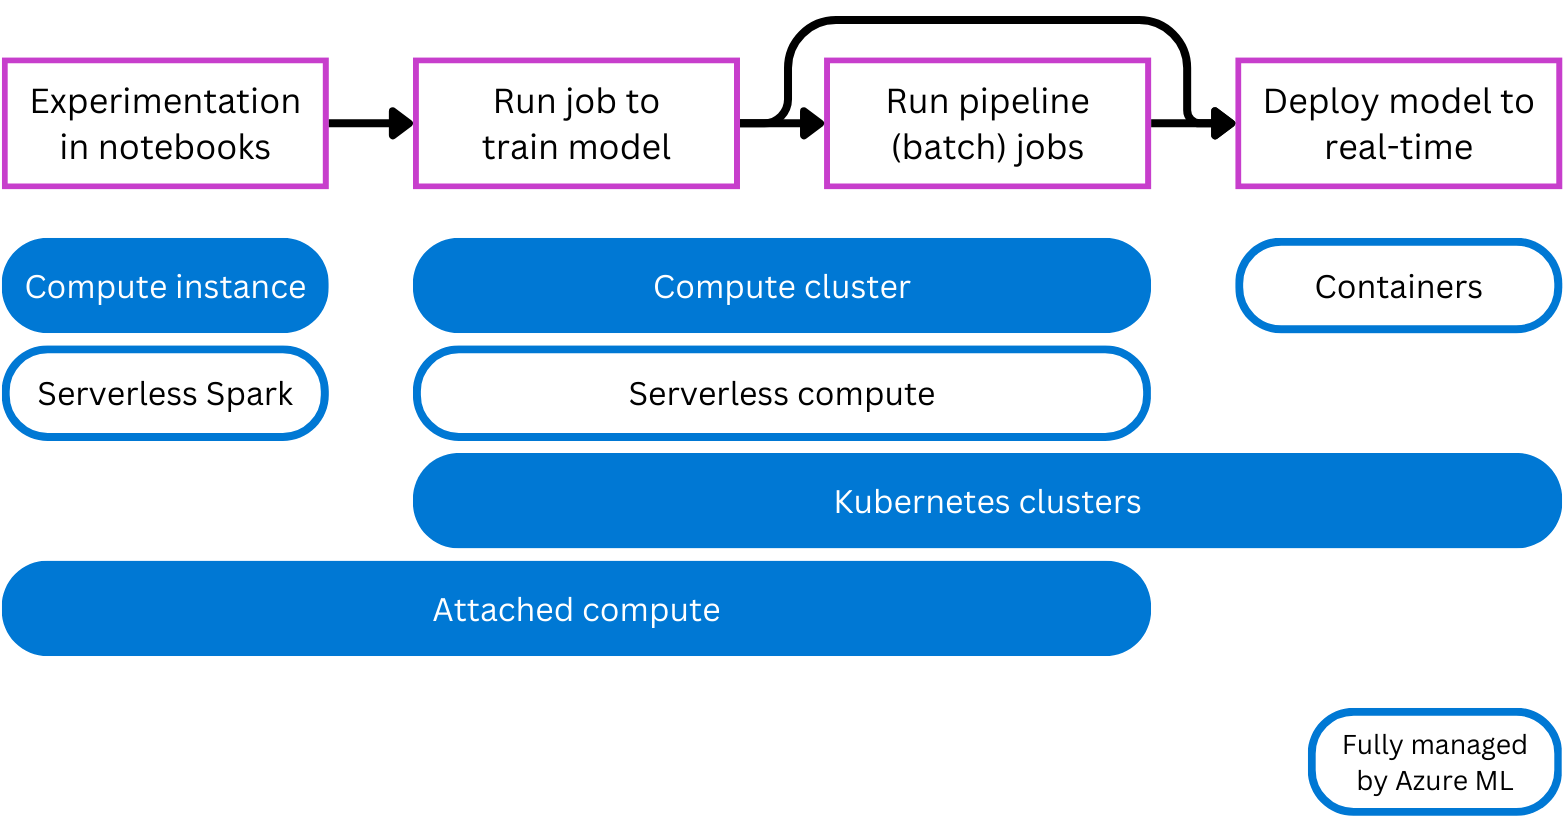 Experimentation
in notebooks
Run job to
train model
Run pipeline
(batch) jobs
Deploy model to
real-time
Compute instance
Compute cluster
Containers
Serverless Spark
Serverless compute
Kubernetes clusters
Attached compute
Fully managed
by Azure ML